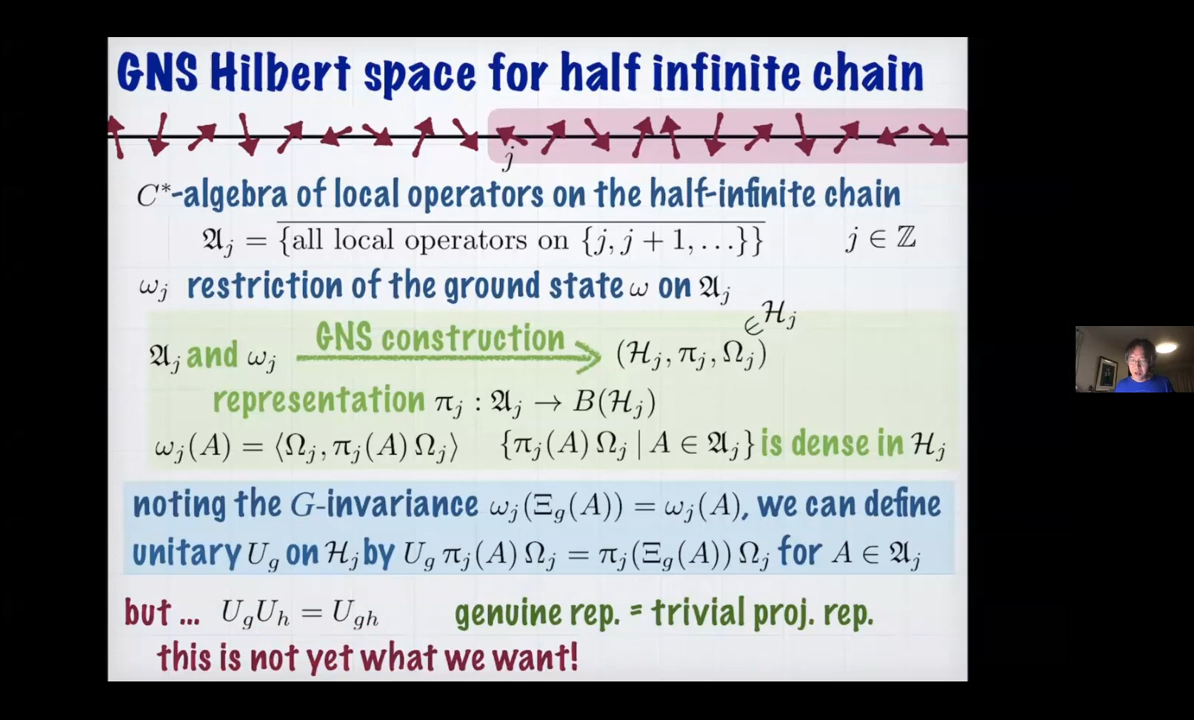 GNS Hilbert space for half infinite chain
j
C*-algebra of local operators on the half-infinite chain
𝔄_j = \overline{{all local operators on {j, j + 1, ...}}} j ∈ ℤ
ω_j restriction of the ground state ω on 𝔄_j
∈ ℋ_j
𝔄_j and ω_j GNS construction (ℋ_j, π_j, Ω_j)
representation π_j : 𝔄_j → B(ℋ_j)
ω_j(A) = ⟨Ω_j, π_j(A) Ω_j⟩ {π_j(A) Ω_j | A ∈ 𝔄_j} is dense in ℋ_j
noting the G-invariance ω_j(Ξ_g(A)) = ω_j(A), we can define
unitary U_g on ℋ_j by U_g π_j(A) Ω_j = π_j(Ξ_g(A)) Ω_j for A ∈ 𝔄_j
but ... U_g U_h = U_{gh} genuine rep. = trivial proj. rep.
this is not yet what we want!